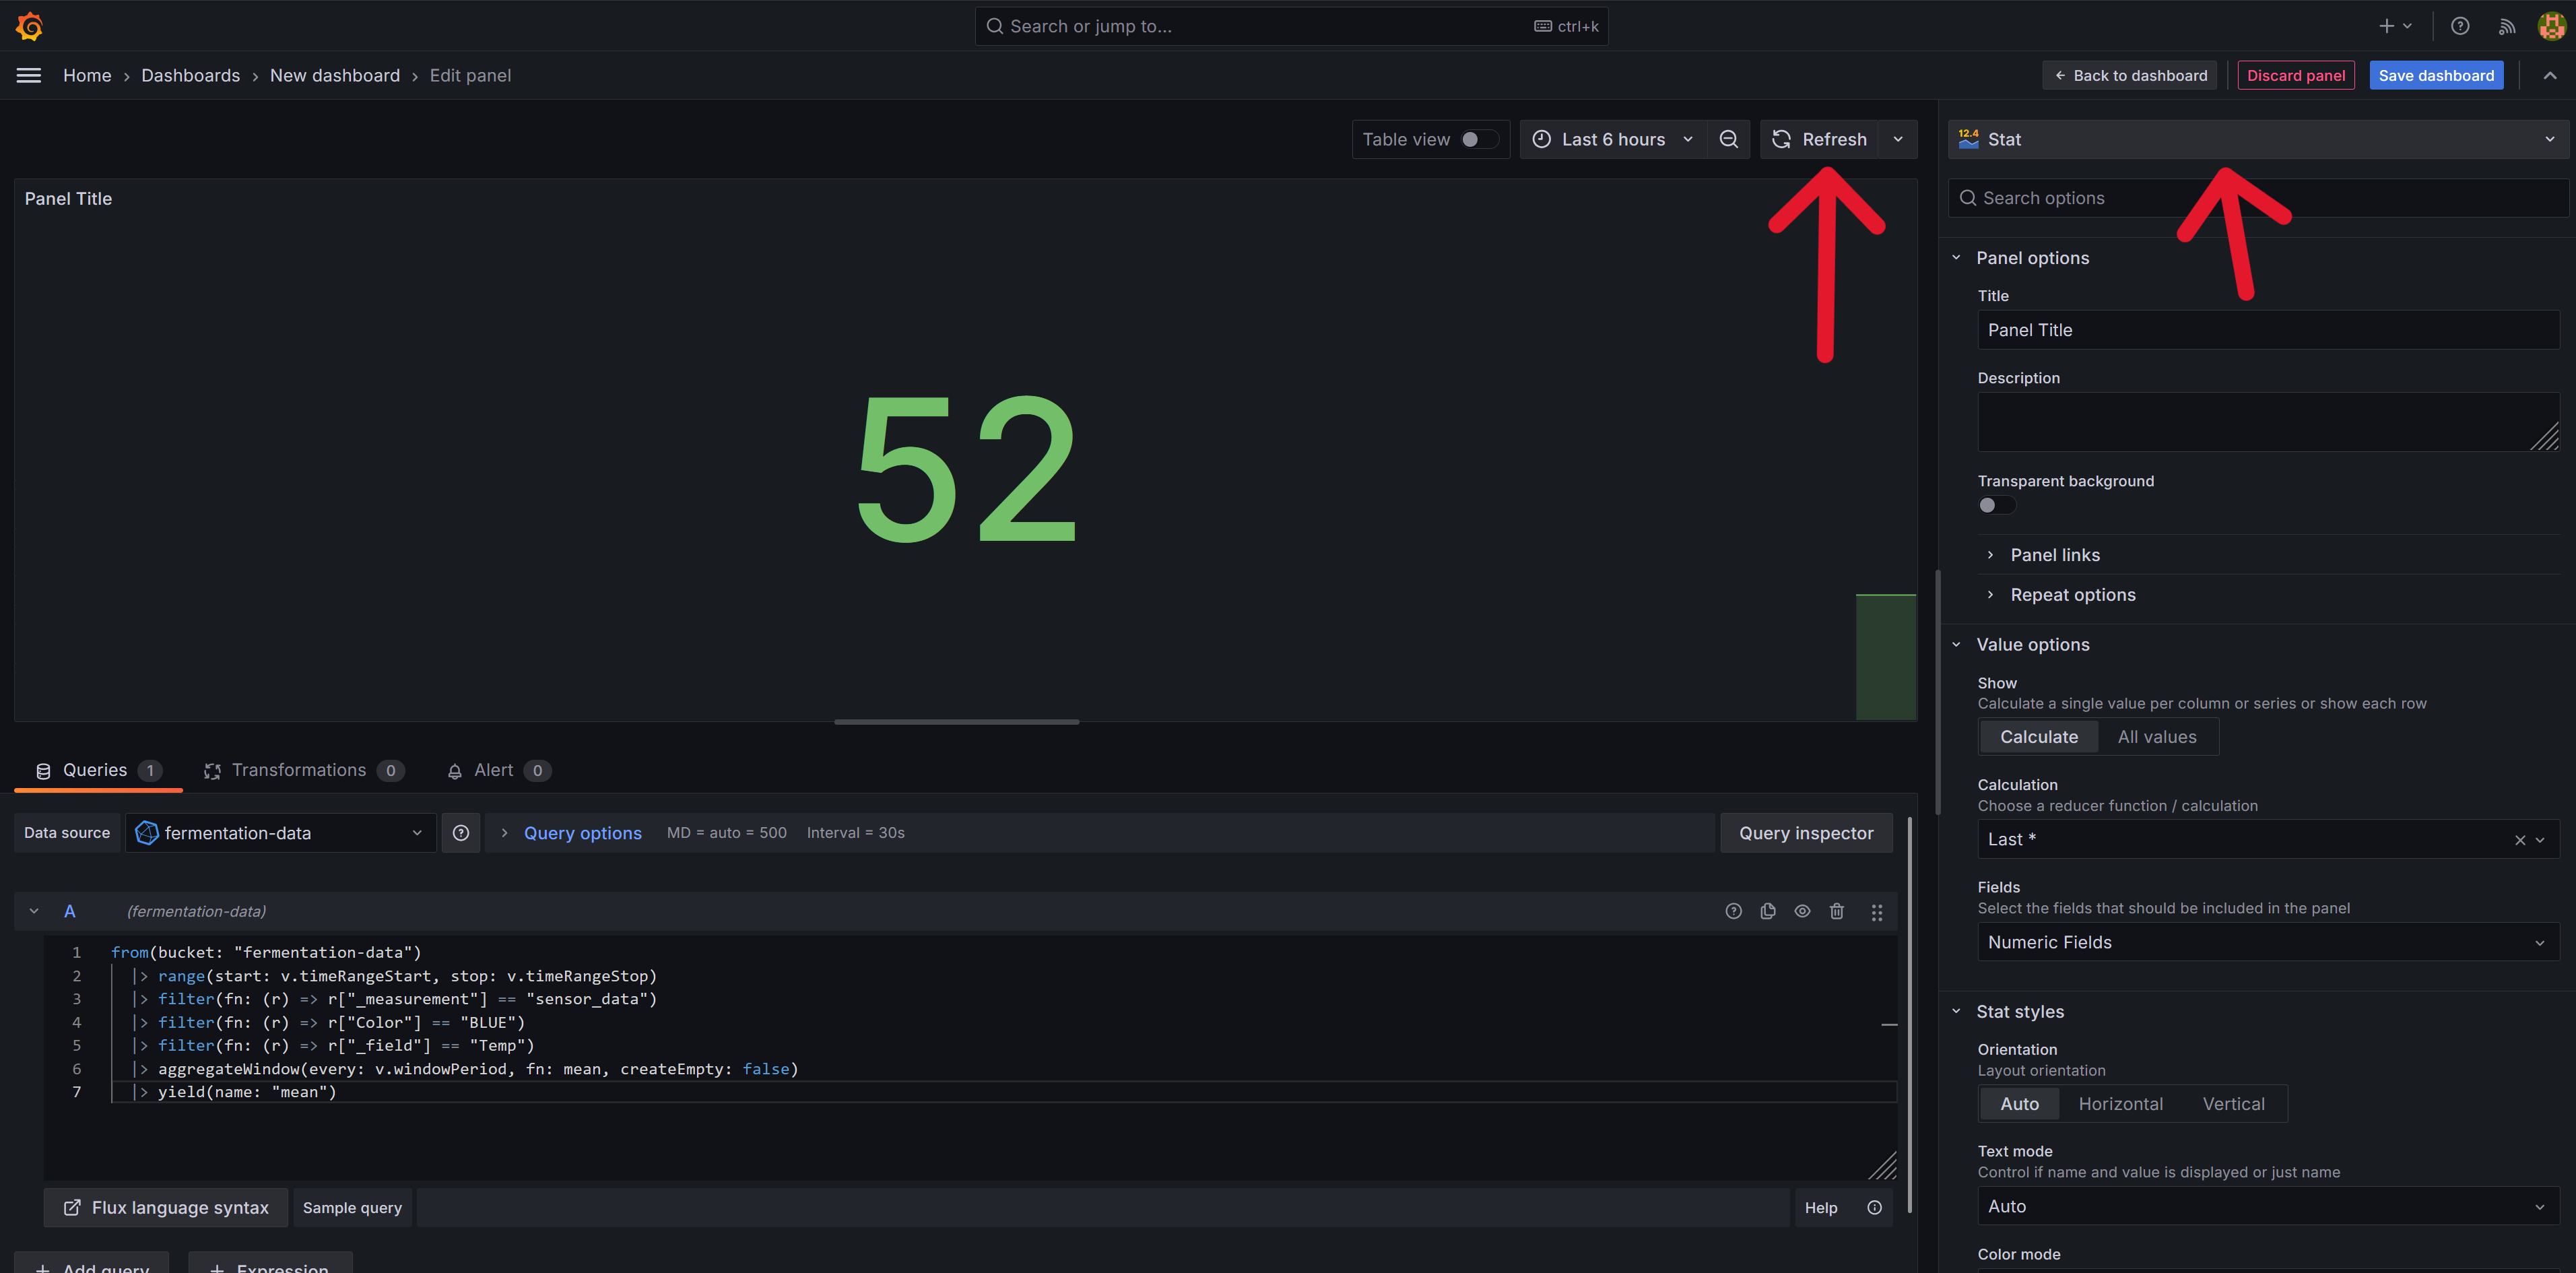 Search or jump to... ctrl+k
Home › Dashboards › New dashboard › Edit panel
← Back to dashboard
Discard panel
Save dashboard
Table view
Last 6 hours
Refresh
Panel Title
52
12.4
Stat
Search options
Panel options
Title
Panel Title
Description
Transparent background
Panel links
Repeat options
Value options
Show
Calculate a single value per column or series or show each row
Calculate All values
Calculation
Choose a reducer function / calculation
Last *
Fields
Select the fields that should be included in the panel
Numeric Fields
Stat styles
Orientation
Layout orientation
Auto Horizontal Vertical
Text mode
Control if name and value is displayed or just name
Auto
Color mode
Queries 1 Transformations 0 Alert 0
Data source fermentation-data Query options MD = auto = 500 Interval = 30s Query inspector
A (fermentation-data)
1 from(bucket: "fermentation-data")
2 |> range(start: v.timeRangeStart, stop: v.timeRangeStop)
3 |> filter(fn: (r) => r["_measurement"] == "sensor_data")
4 |> filter(fn: (r) => r["Color"] == "BLUE")
5 |> filter(fn: (r) => r["_field"] == "Temp")
6 |> aggregateWindow(every: v.windowPeriod, fn: mean, createEmpty: false)
7 |> yield(name: "mean")
Flux language syntax Sample query Help
+ Add query + Expression